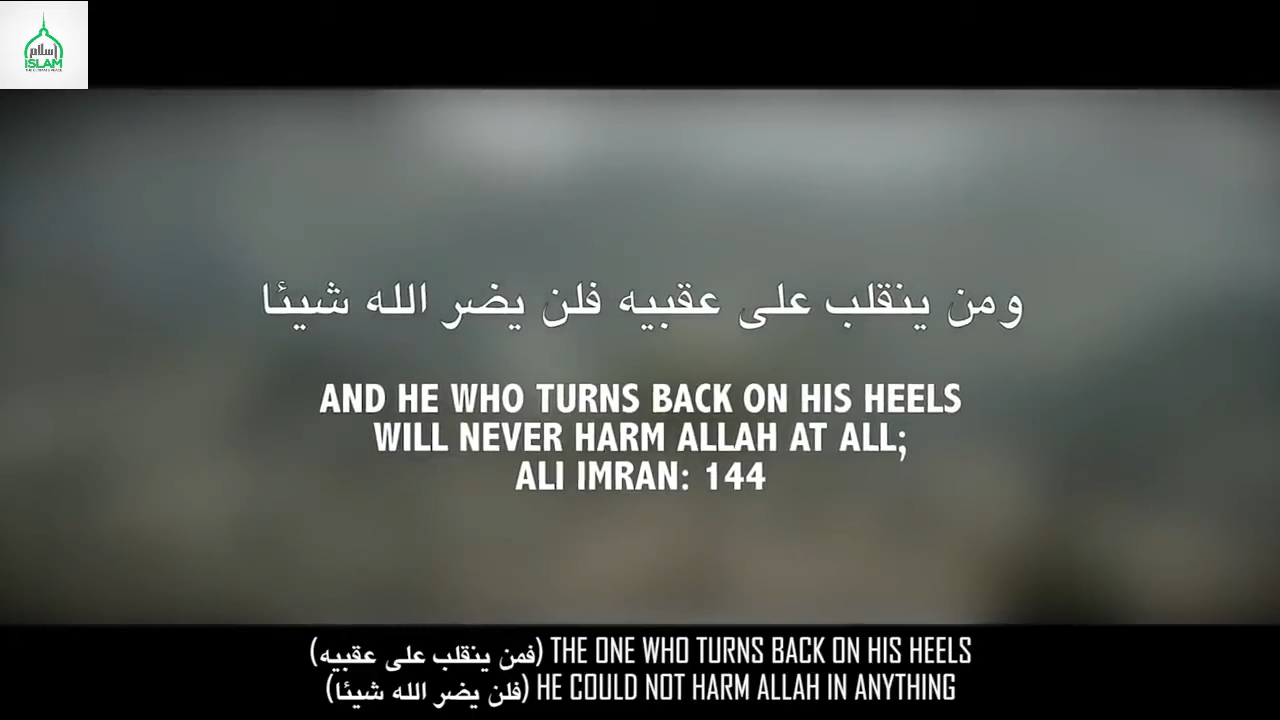 إسلام
ISLAM
ومن ينقلب على عقبيه فلن يضر الله شيئا
AND HE WHO TURNS BACK ON HIS HEELS
WILL NEVER HARM ALLAH AT ALL;
ALI IMRAN: 144
(فمن ينقلب على عقبيه) THE ONE WHO TURNS BACK ON HIS HEELS
(فلن يضر الله شيئا) HE COULD NOT HARM ALLAH IN ANYTHING